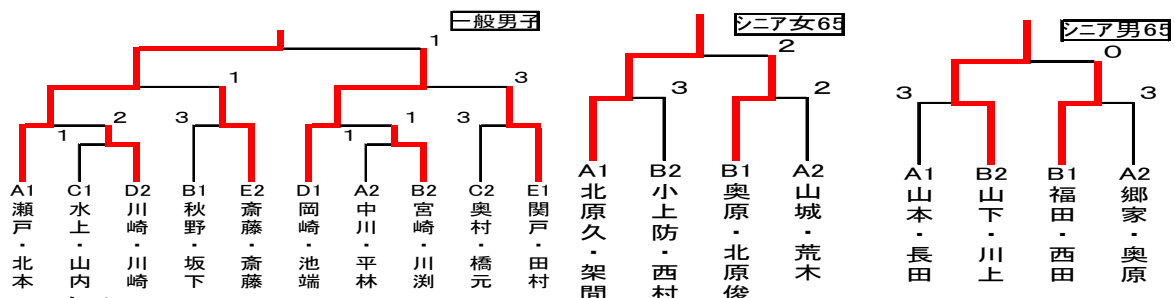 一般男子
1
1
3
2
1
3
1
1
3
A1
瀬戸・北本
C1
水上・山内
D2
川崎・川崎
B1
秋野・坂下
E2
斎藤・斎藤
D1
岡崎・池端
A2
中川・平林
B2
宮崎・川渕
C2
奥村・橋元
E1
関戸・田村
シニア女65
2
3
2
A1
北原久・架間
B2
小上防・西村
B1
奥原・北原俊
A2
山城・荒木
シニア男65
0
3
3
A1
山本・長田
B2
山下・川上
B1
福田・西田
A2
郷家・奥原